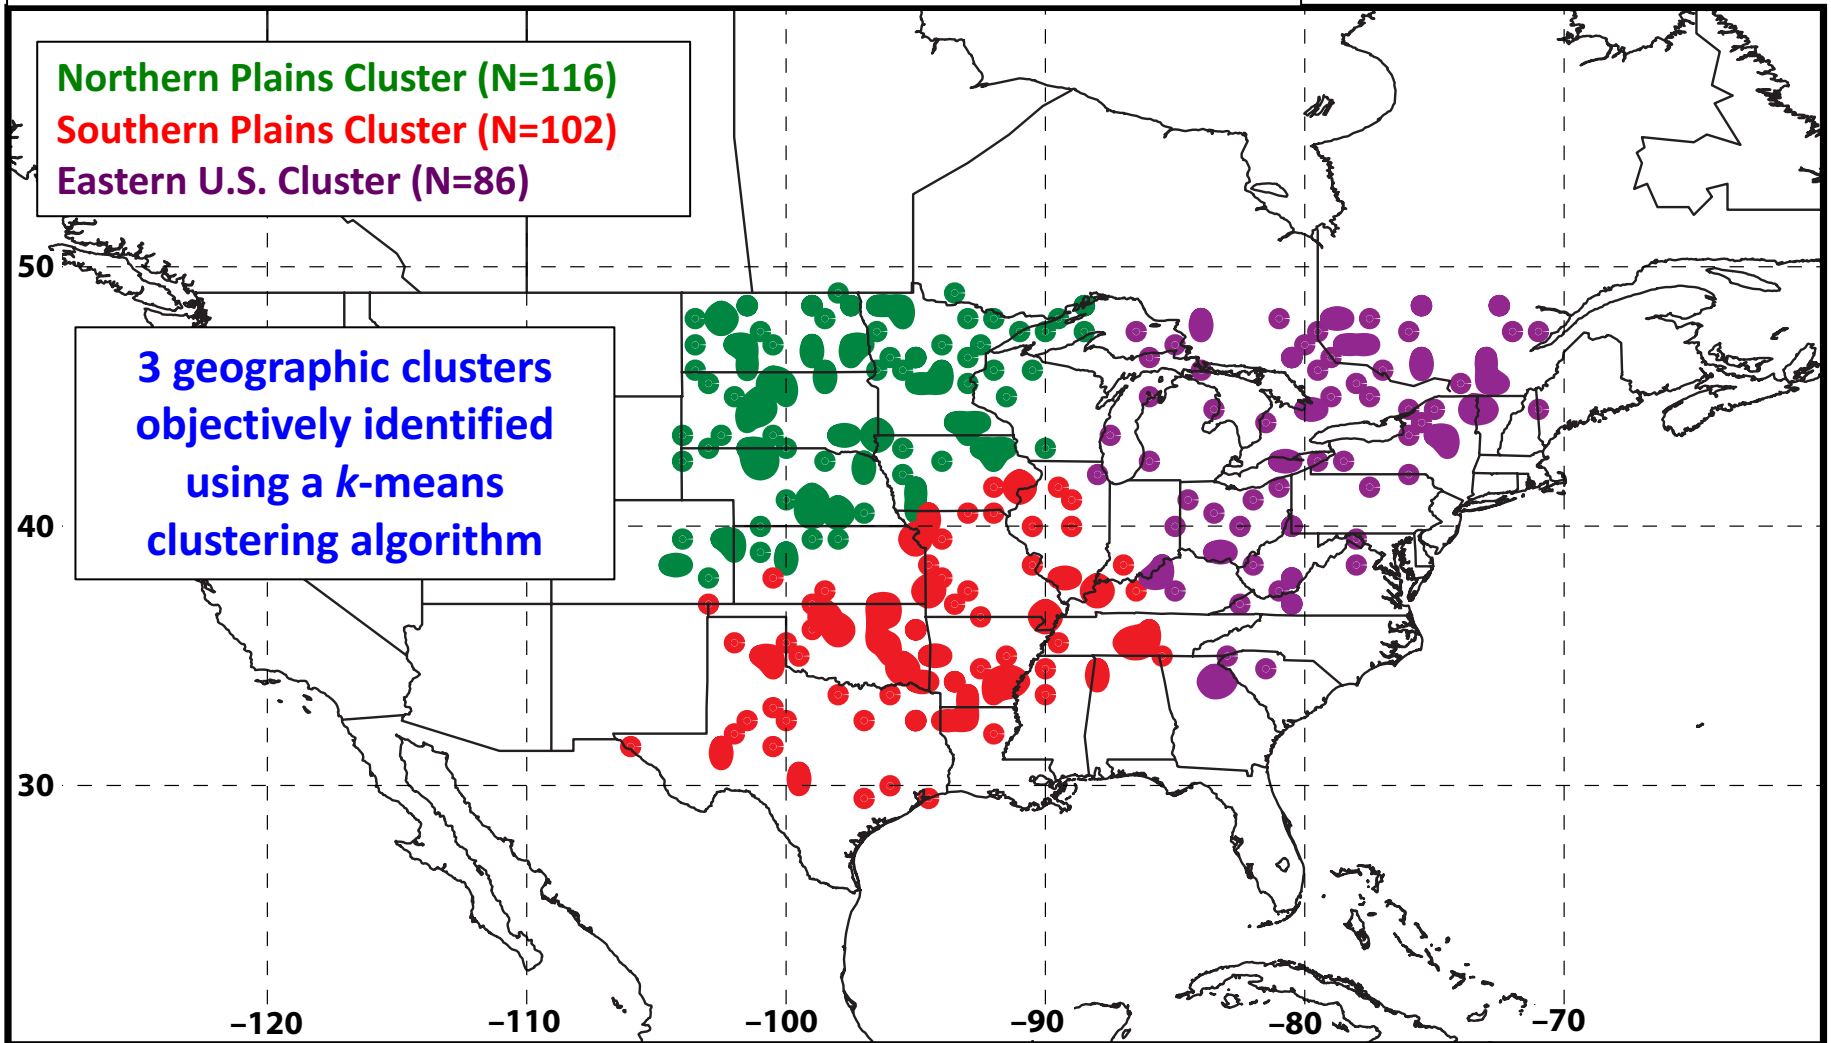 Northern Plains Cluster (N=116)
Southern Plains Cluster (N=102)
Eastern U.S. Cluster (N=86)
50
3 geographic clusters
objectively identified
using a k-means
clustering algorithm
40
30
–120
–110
–100
–90
–80
–70